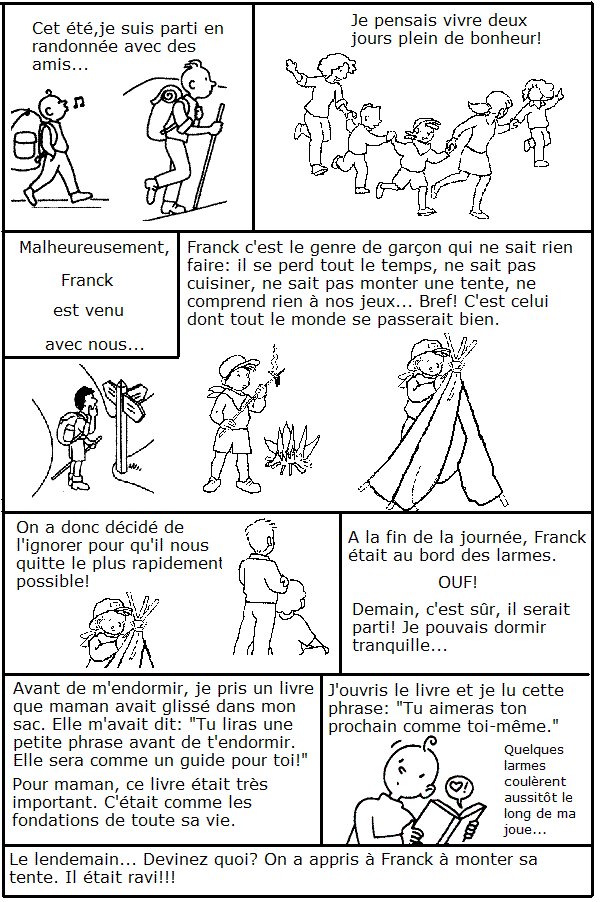 Cet été,je suis parti en
randonnée avec des
amis...
Je pensais vivre deux
jours plein de bonheur!
Malheureusement,
Franck
est venu
avec nous...
Franck c'est le genre de garçon qui ne sait rien
faire: il se perd tout le temps, ne sait pas
cuisiner, ne sait pas monter une tente, ne
comprend rien à nos jeux... Bref! C'est celui
dont tout le monde se passerait bien.
On a donc décidé de
l'ignorer pour qu'il nous
quitte le plus rapidement
possible!
A la fin de la journée, Franck
était au bord des larmes.
OUF!
Demain, c'est sûr, il serait
parti! Je pouvais dormir
tranquille...
Avant de m'endormir, je pris un livre
que maman avait glissé dans mon
sac. Elle m'avait dit: "Tu liras une
petite phrase avant de t'endormir.
Elle sera comme un guide pour toi!"
Pour maman, ce livre était très
important. C'était comme les
fondations de toute sa vie.
J'ouvris le livre et je lu cette
phrase: "Tu aimeras ton
prochain comme toi-même."
Quelques
larmes
coulèrent
aussitôt le
long de ma
joue...
Le lendemain... Devinez quoi? On a appris à Franck à monter sa
tente. Il était ravi!!!